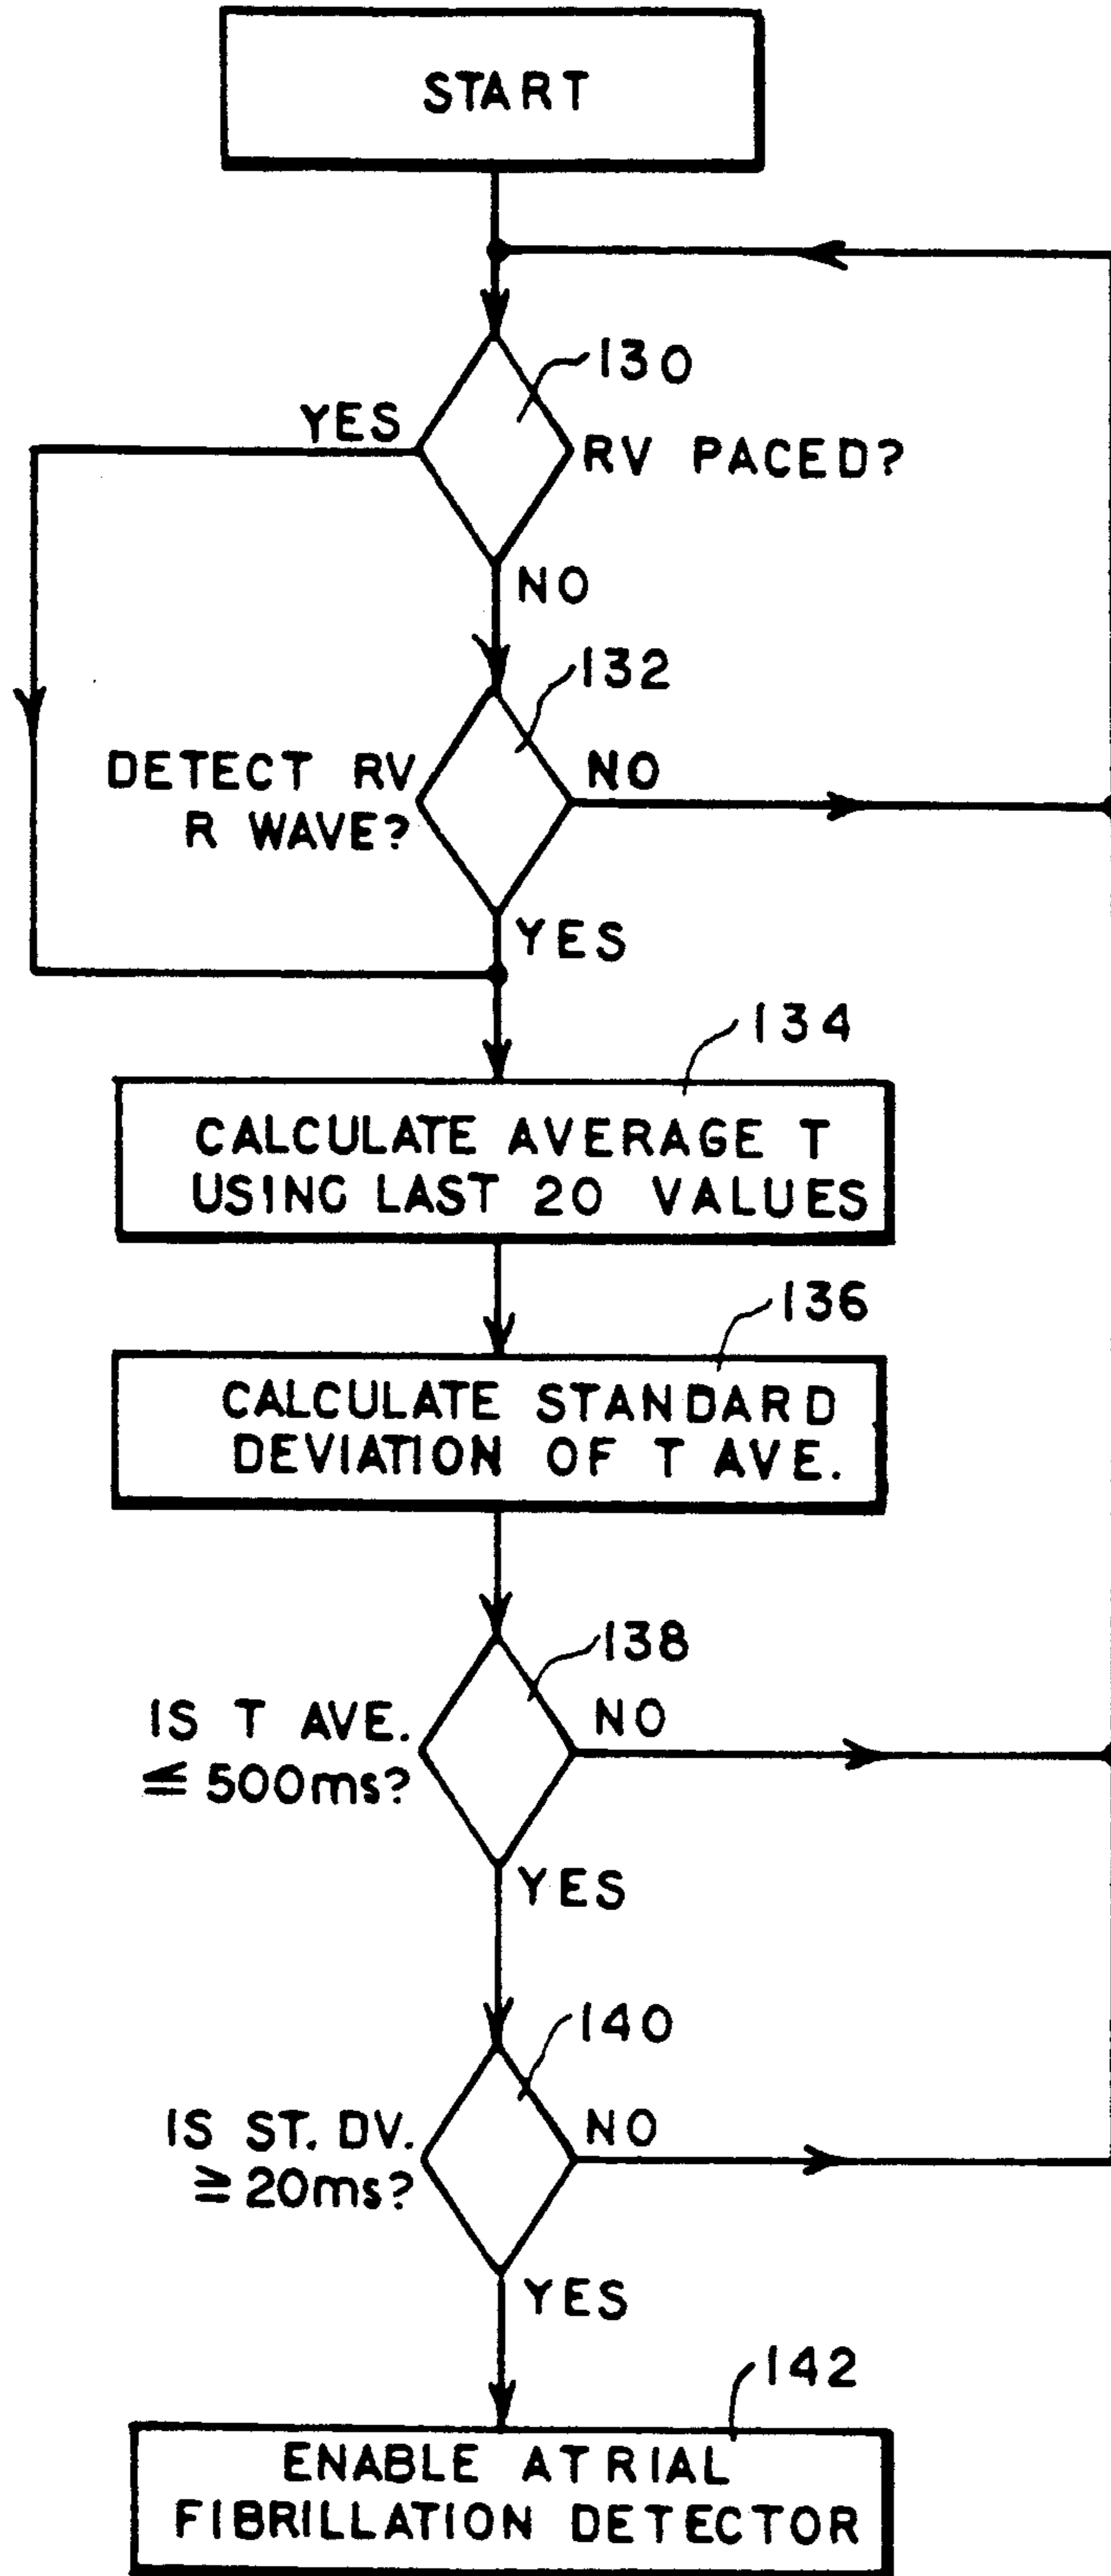 START
130
YES
RV PACED?
NO
132
DETECT RV
R WAVE?
NO
YES
134
CALCULATE AVERAGE T
USING LAST 20 VALUES
136
CALCULATE STANDARD
DEVIATION OF T AVE.
138
IS T AVE.
≦ 500ms?
NO
YES
140
IS ST. DV.
≧ 20ms?
NO
YES
142
ENABLE ATRIAL
FIBRILLATION DETECTOR